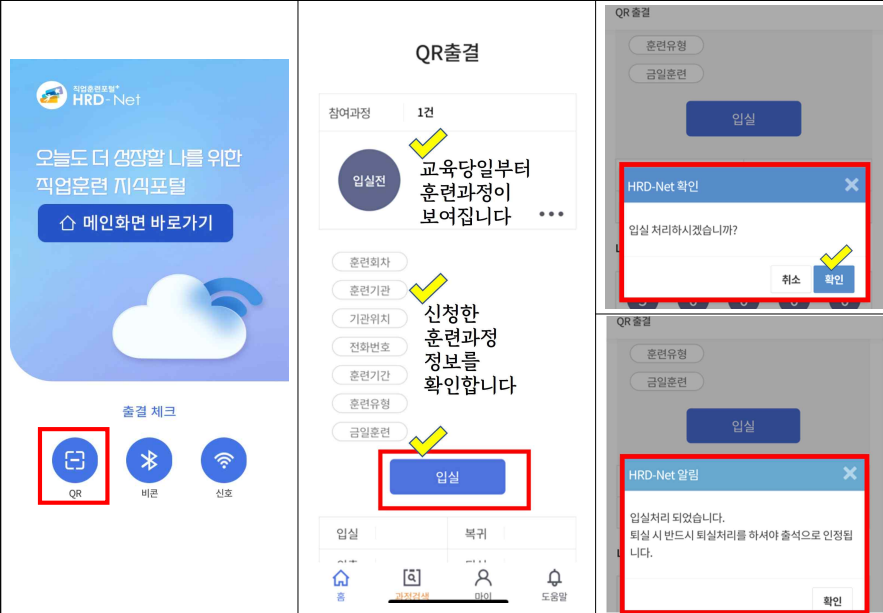 직업훈련포털+
HRD-Net
오늘도 더 성장할 나를 위한
직업훈련 지식포털
메인화면 바로가기
출결 체크
QR
비콘
신호
QR출결
참여과정
1건
입실전
교육당일부터
훈련과정이
보여집니다
훈련회차
훈련기관
기관위치
전화번호
훈련기간
훈련유형
금일훈련
신청한
훈련과정
정보를
확인합니다
입실
입실
복귀
홈
과정검색
마이
도움말
QR 출결
훈련유형
금일훈련
입실
HRD-Net 확인
입실 처리하시겠습니까?
취소
확인
QR 출결
훈련유형
금일훈련
입실
HRD-Net 알림
입실처리 되었습니다.
퇴실 시 반드시 퇴실처리를 하셔야 출석으로 인정됩
니다.
확인